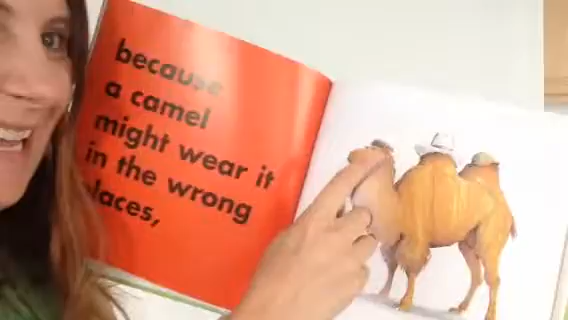 because
a camel
might wear it
in the wrong
places,